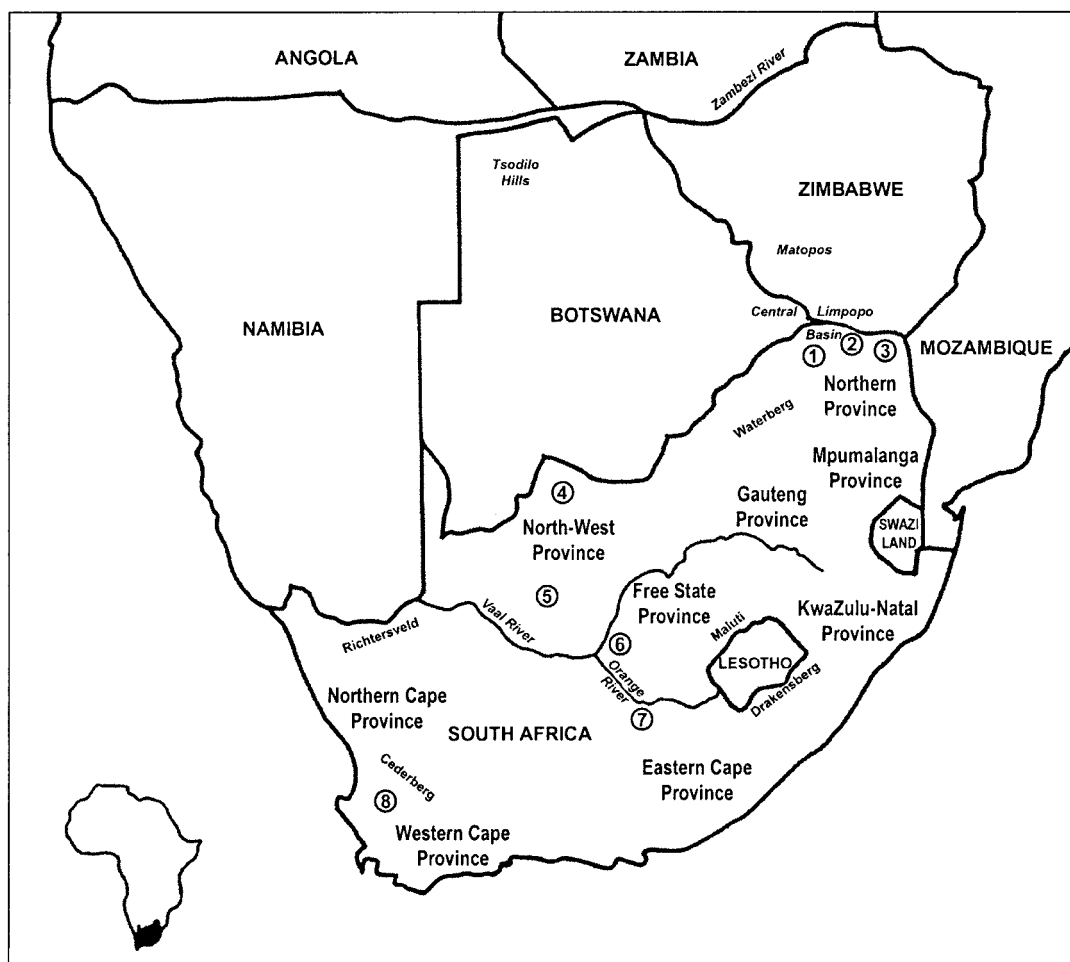 ANGOLA
ZAMBIA
Zambezi River
Tsodilo
Hills
ZIMBABWE
Matopos
NAMIBIA
BOTSWANA
Central Limpopo
Basin
1
2
3
MOZAMBIQUE
Northern
Province
Waterberg
Mpumalanga
Province
4
Gauteng
Province
North-West
Province
SWAZI
LAND
5
Free State
Province
KwaZulu-Natal
Province
Vaal River
Richtersveld
6
Maluti
LESOTHO
Orange
River
Drakensberg
Northern Cape
Province
7
SOUTH AFRICA
Cederberg
Eastern Cape
Province
8
Western Cape
Province